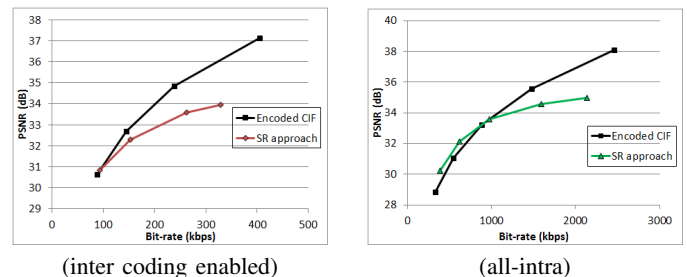 37
36
35
34
33
32
31
30
29
PSNR (dB)
0 100 200 300 400 500
Bit-rate (kbps)
Encoded CIF
SR approach
(inter coding enabled)
40
38
36
34
32
30
28
PSNR (dB)
0 1000 2000 3000
Bit-rate (kbps)
Encoded CIF
SR approach
(all-intra)